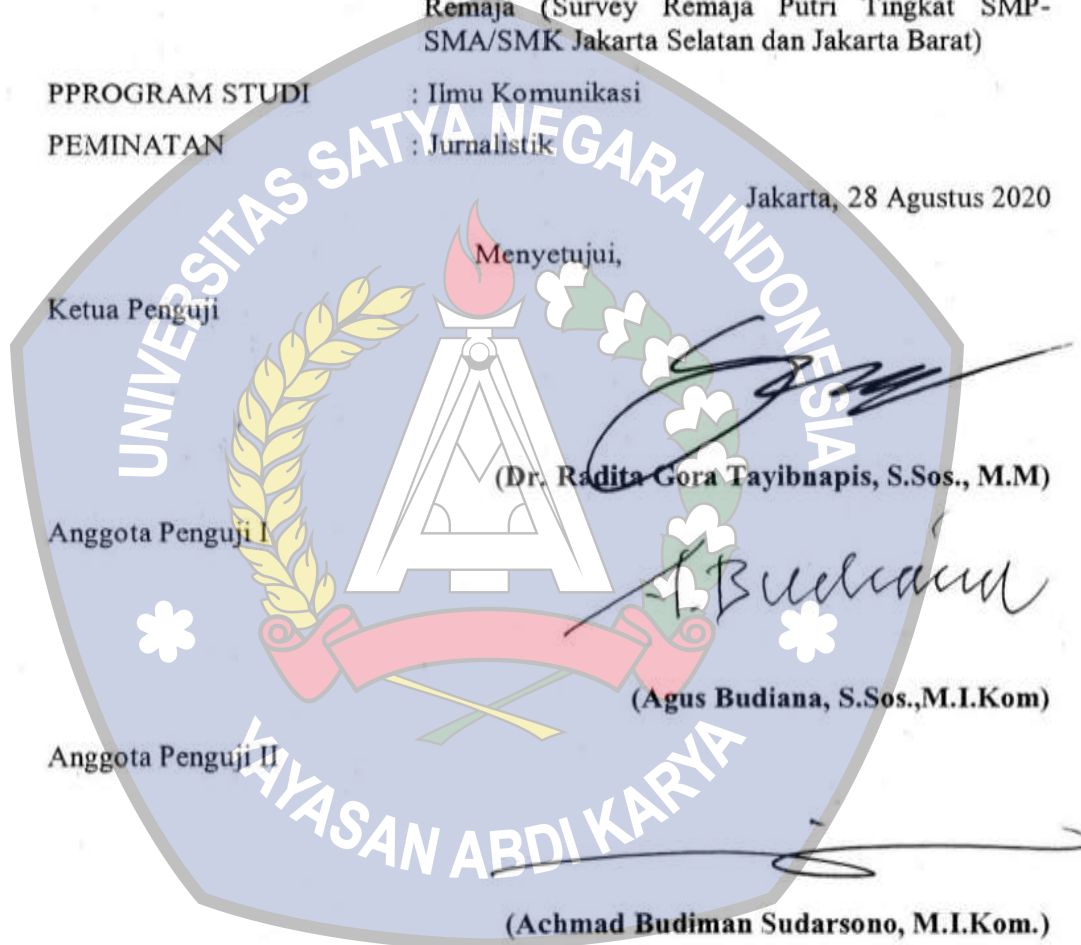 Remaja (Survey Remaja Putri Tingkat SMP-
SMA/SMK Jakarta Selatan dan Jakarta Barat)
PPROGRAM STUDI : Ilmu Komunikasi
PEMINATAN : Jurnalistik
Jakarta, 28 Agustus 2020
Menyetujui,
Ketua Penguji
(Dr. Radita Gora Tayibnapis, S.Sos., M.M)
Anggota Penguji I
A.Budiana
(Agus Budiana, S.Sos.,M.I.Kom)
Anggota Penguji II
(Achmad Budiman Sudarsono, M.I.Kom.)
UNIVERSITAS SATYA NEGARA INDONESIA
YAYASAN ABDI KARYA